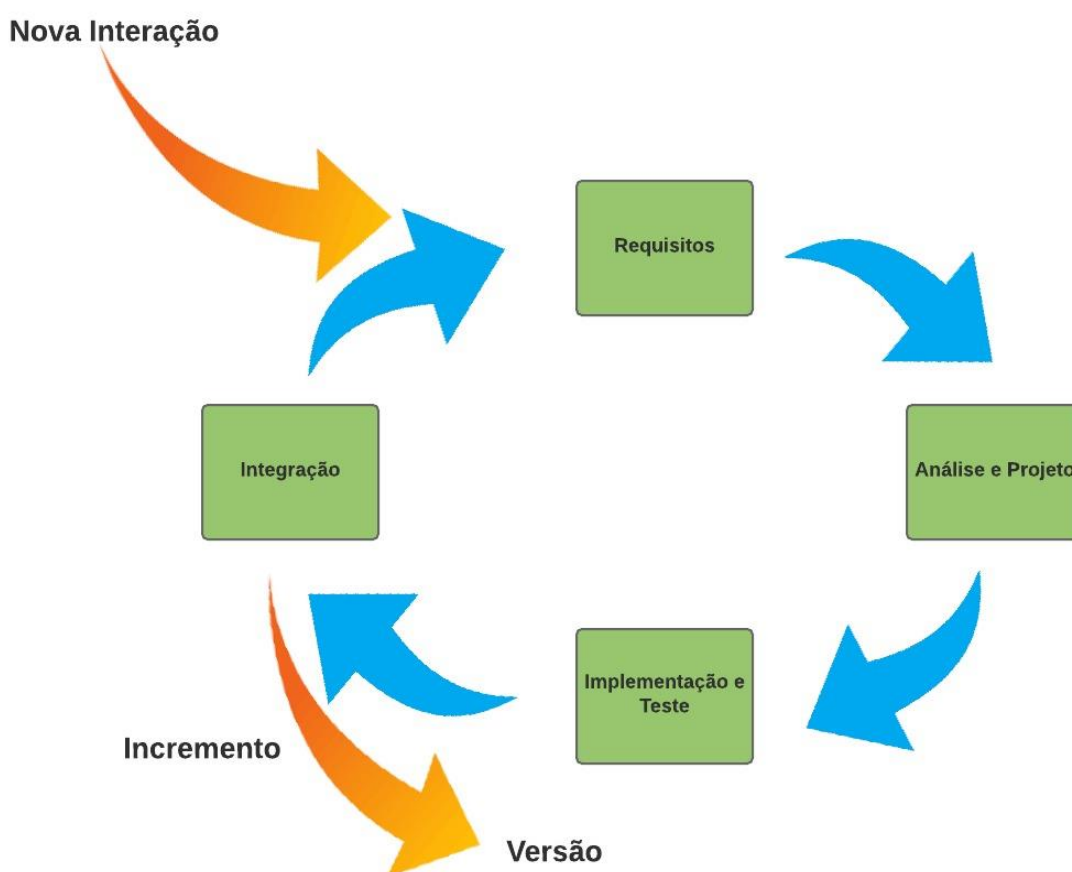 Nova Interação
Requisitos
Integração
Análise e Projeto
Implementação e
Teste
Incremento
Versão